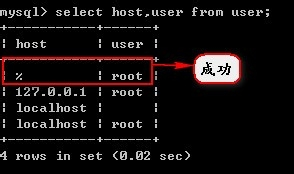 mysql> select host,user from user;
+-----------+------+
| host      | user |
+-----------+------+
| %         | root |
| 127.0.0.1 | root |
| localhost |      |
| localhost | root |
+-----------+------+
4 rows in set (0.02 sec)
成功